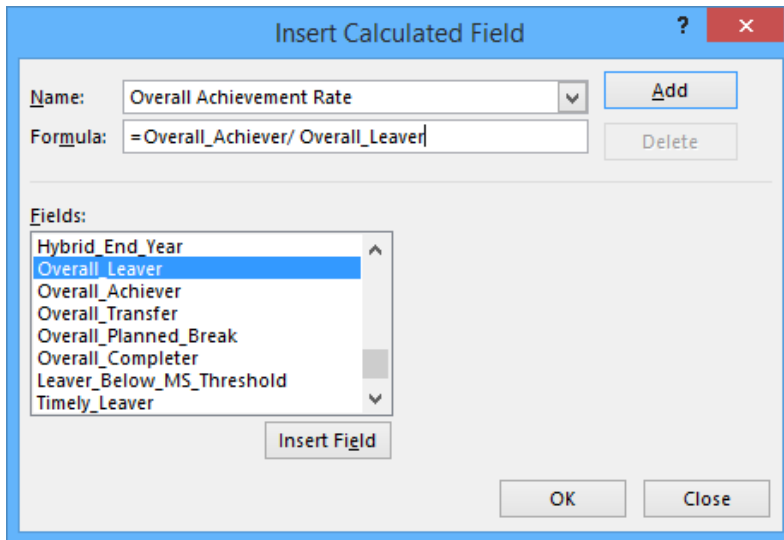 Insert Calculated Field
?
Name: Overall Achievement Rate
Add
Formula: =Overall_Achiever/ Overall_Leaver
Delete
Fields:
Hybrid_End_Year
Overall_Leaver
Overall_Achiever
Overall_Transfer
Overall_Planned_Break
Overall_Completer
Leaver_Below_MS_Threshold
Timely_Leaver
Insert Field
OK
Close